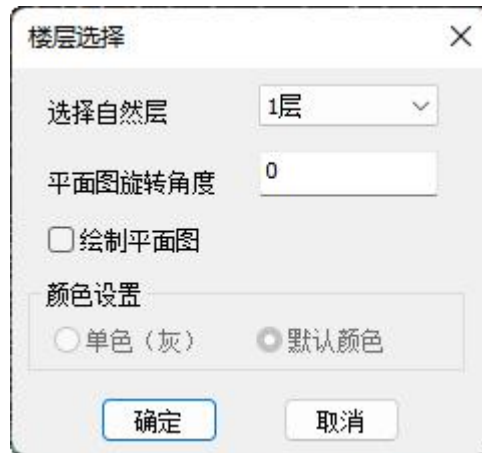 楼层选择
选择自然层 1层
平面图旋转角度 0
绘制平面图
颜色设置
单色（灰） 默认颜色
确定 取消